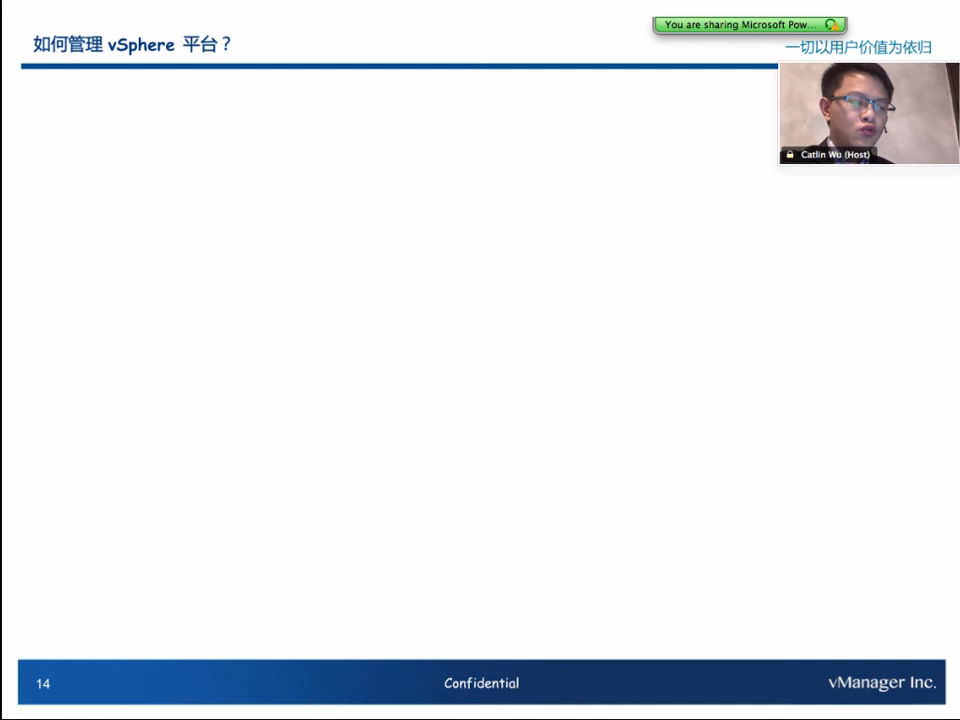 You are sharing Microsoft Pow...
如何管理 vSphere 平台？
一切以用户价值为依归
Catlin Wu (Host)
14
Confidential
vManager Inc.